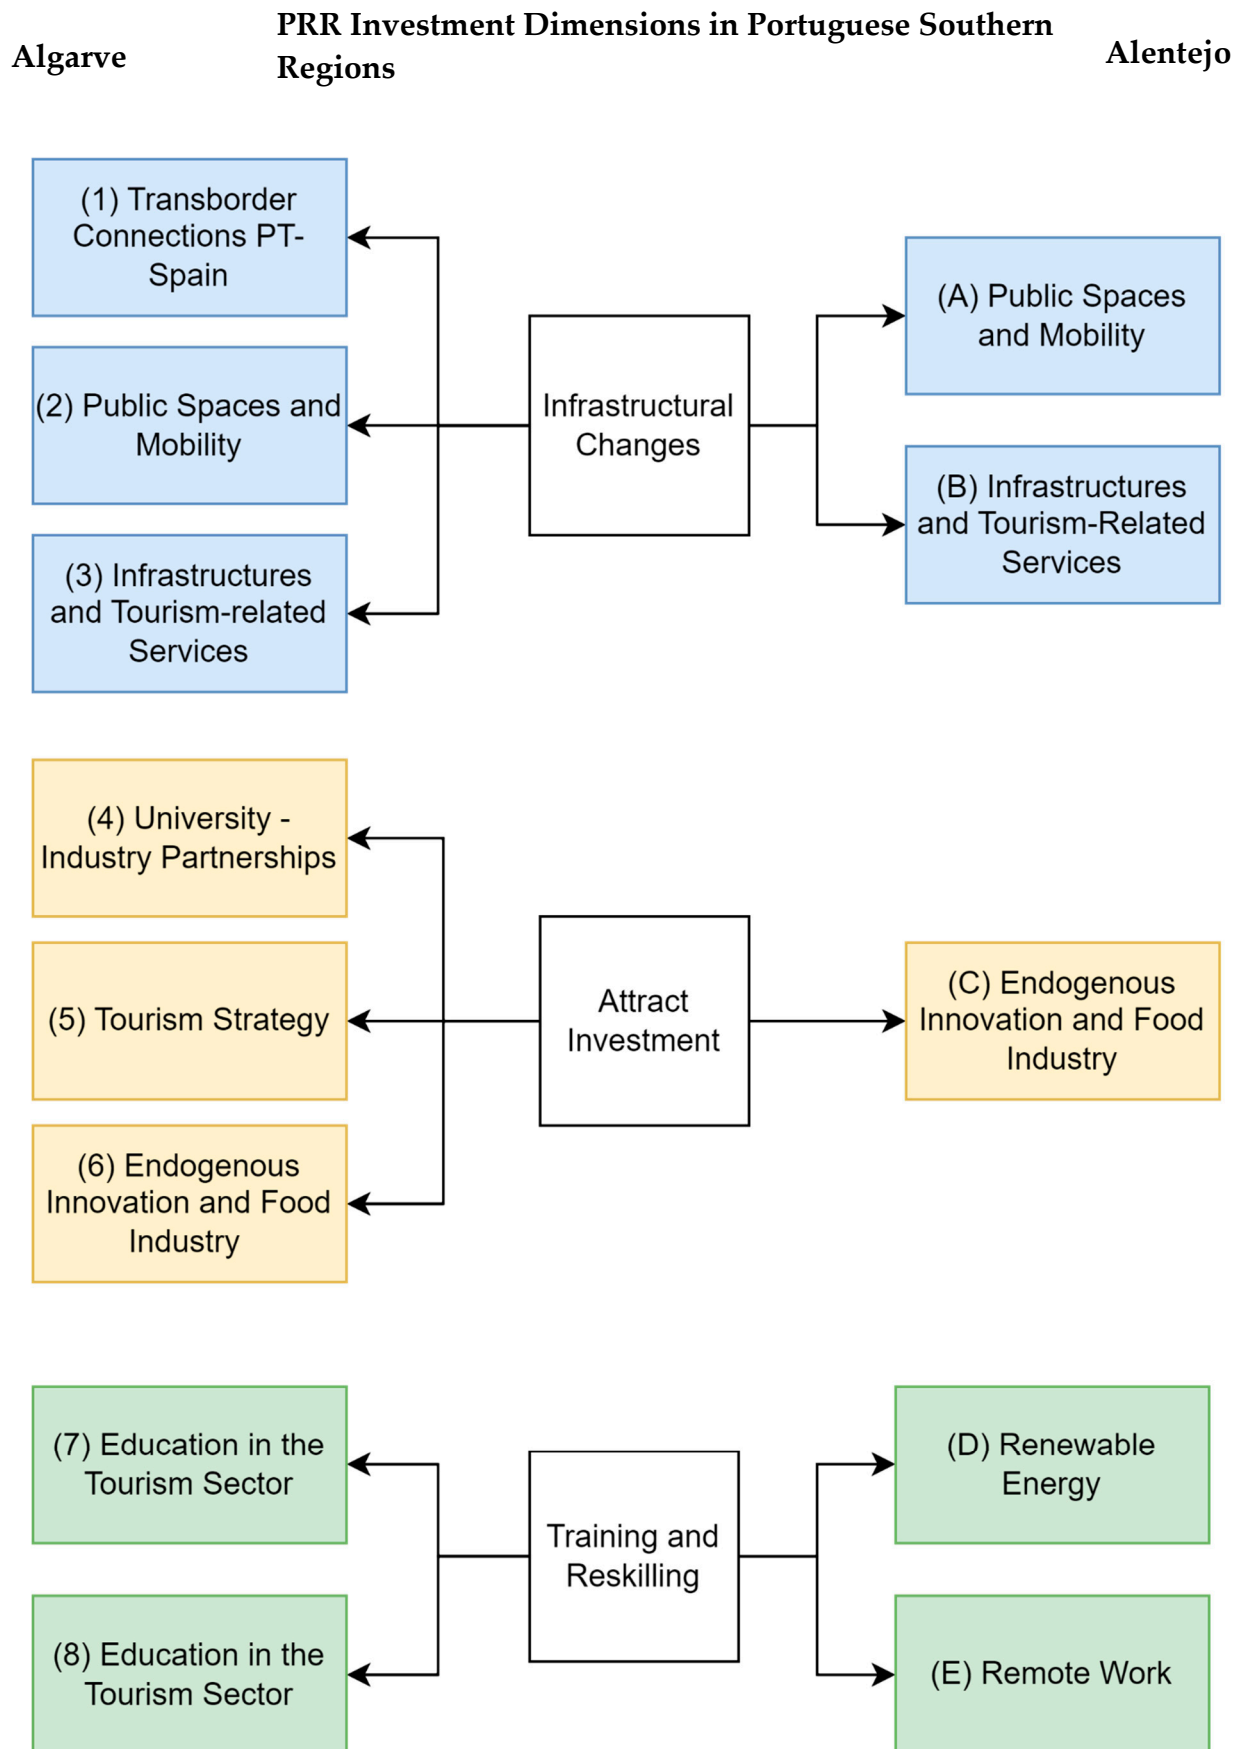 PRR Investment Dimensions in Portuguese Southern
Regions
Algarve
Alentejo
(1) Transborder
Connections PT-
Spain
(2) Public Spaces and
Mobility
(3) Infrastructures
and Tourism-related
Services
Infrastructural
Changes
(A) Public Spaces
and Mobility
(B) Infrastructures
and Tourism-Related
Services
(4) University -
Industry Partnerships
(5) Tourism Strategy
(6) Endogenous
Innovation and Food
Industry
Attract
Investment
(C) Endogenous
Innovation and Food
Industry
(7) Education in the
Tourism Sector
(8) Education in the
Tourism Sector
Training and
Reskilling
(D) Renewable
Energy
(E) Remote Work